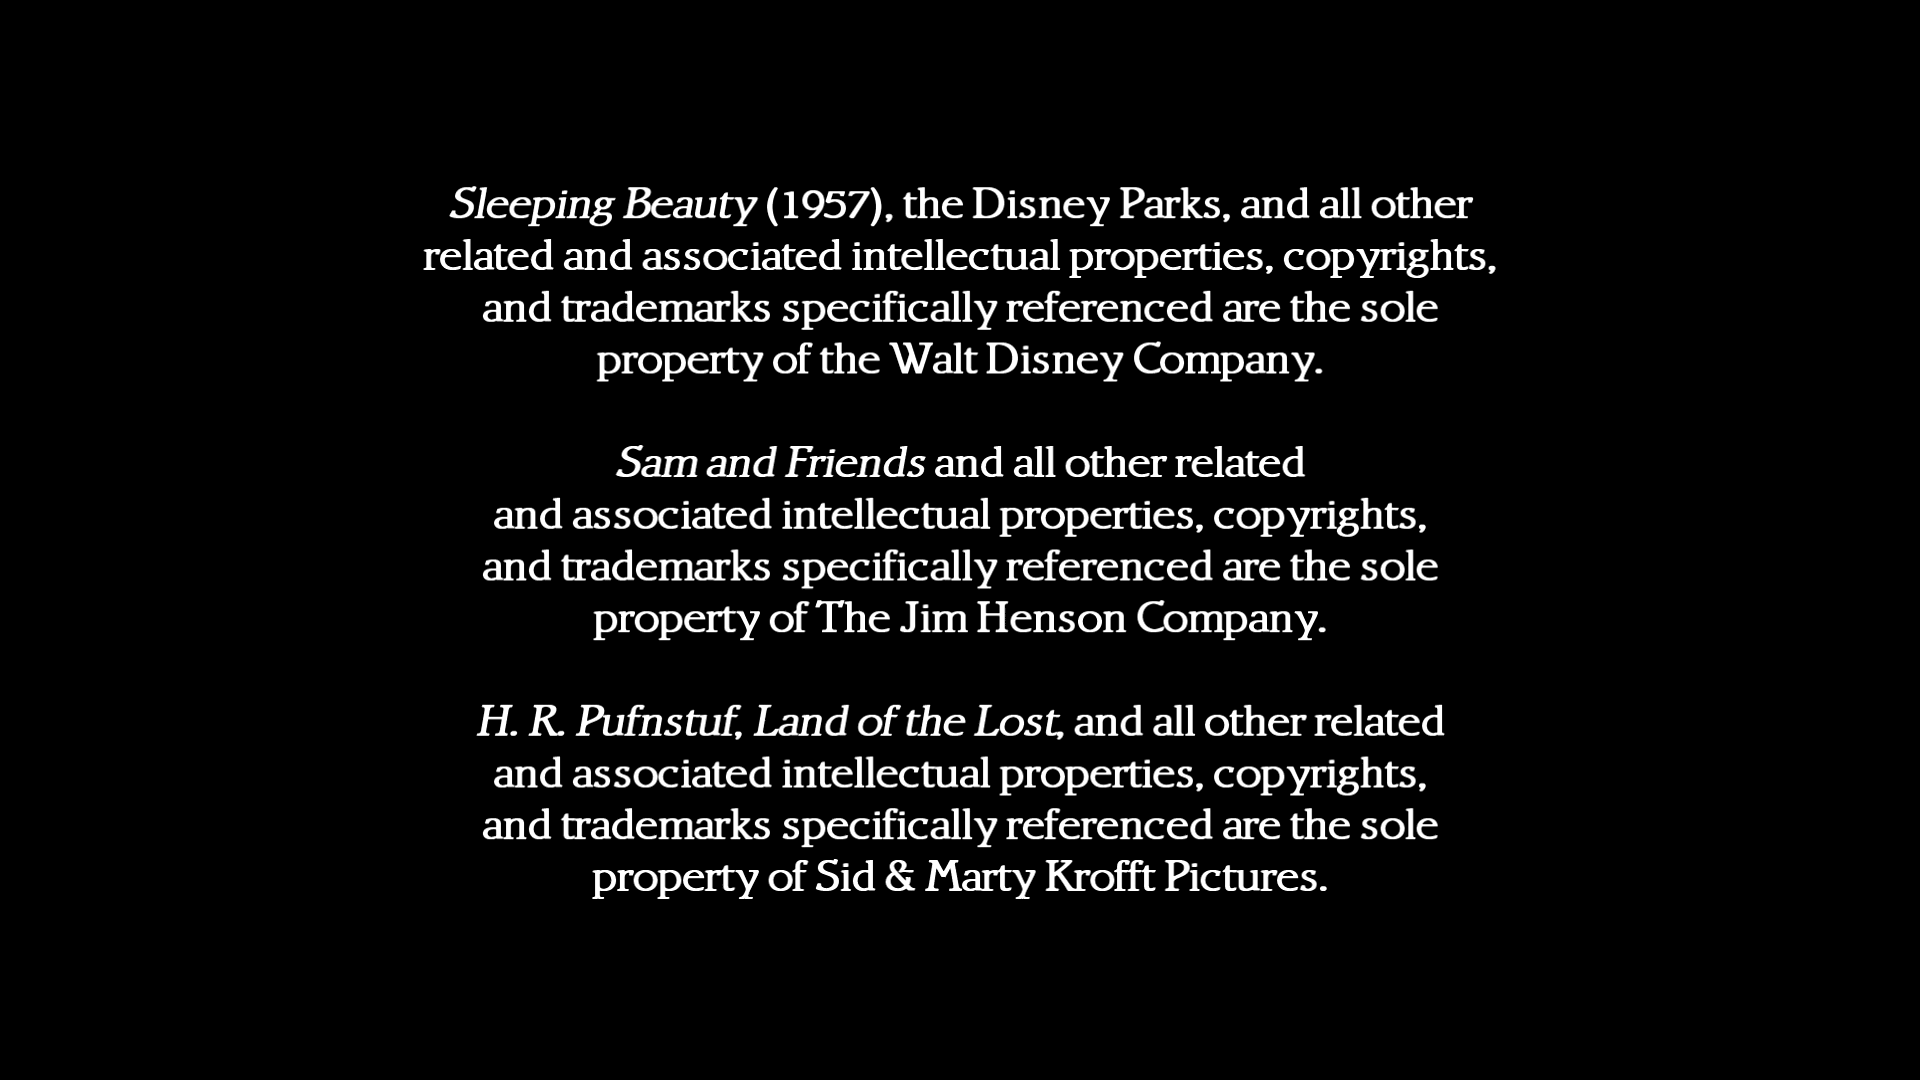 Sleeping Beauty (1957), the Disney Parks, and all other
related and associated intellectual properties, copyrights,
and trademarks specifically referenced are the sole
property of the Walt Disney Company.
Sam and Friends and all other related
and associated intellectual properties, copyrights,
and trademarks specifically referenced are the sole
property of The Jim Henson Company.
H. R. Pufnstuf, Land of the Lost, and all other related
and associated intellectual properties, copyrights,
and trademarks specifically referenced are the sole
property of Sid & Marty Krofft Pictures.